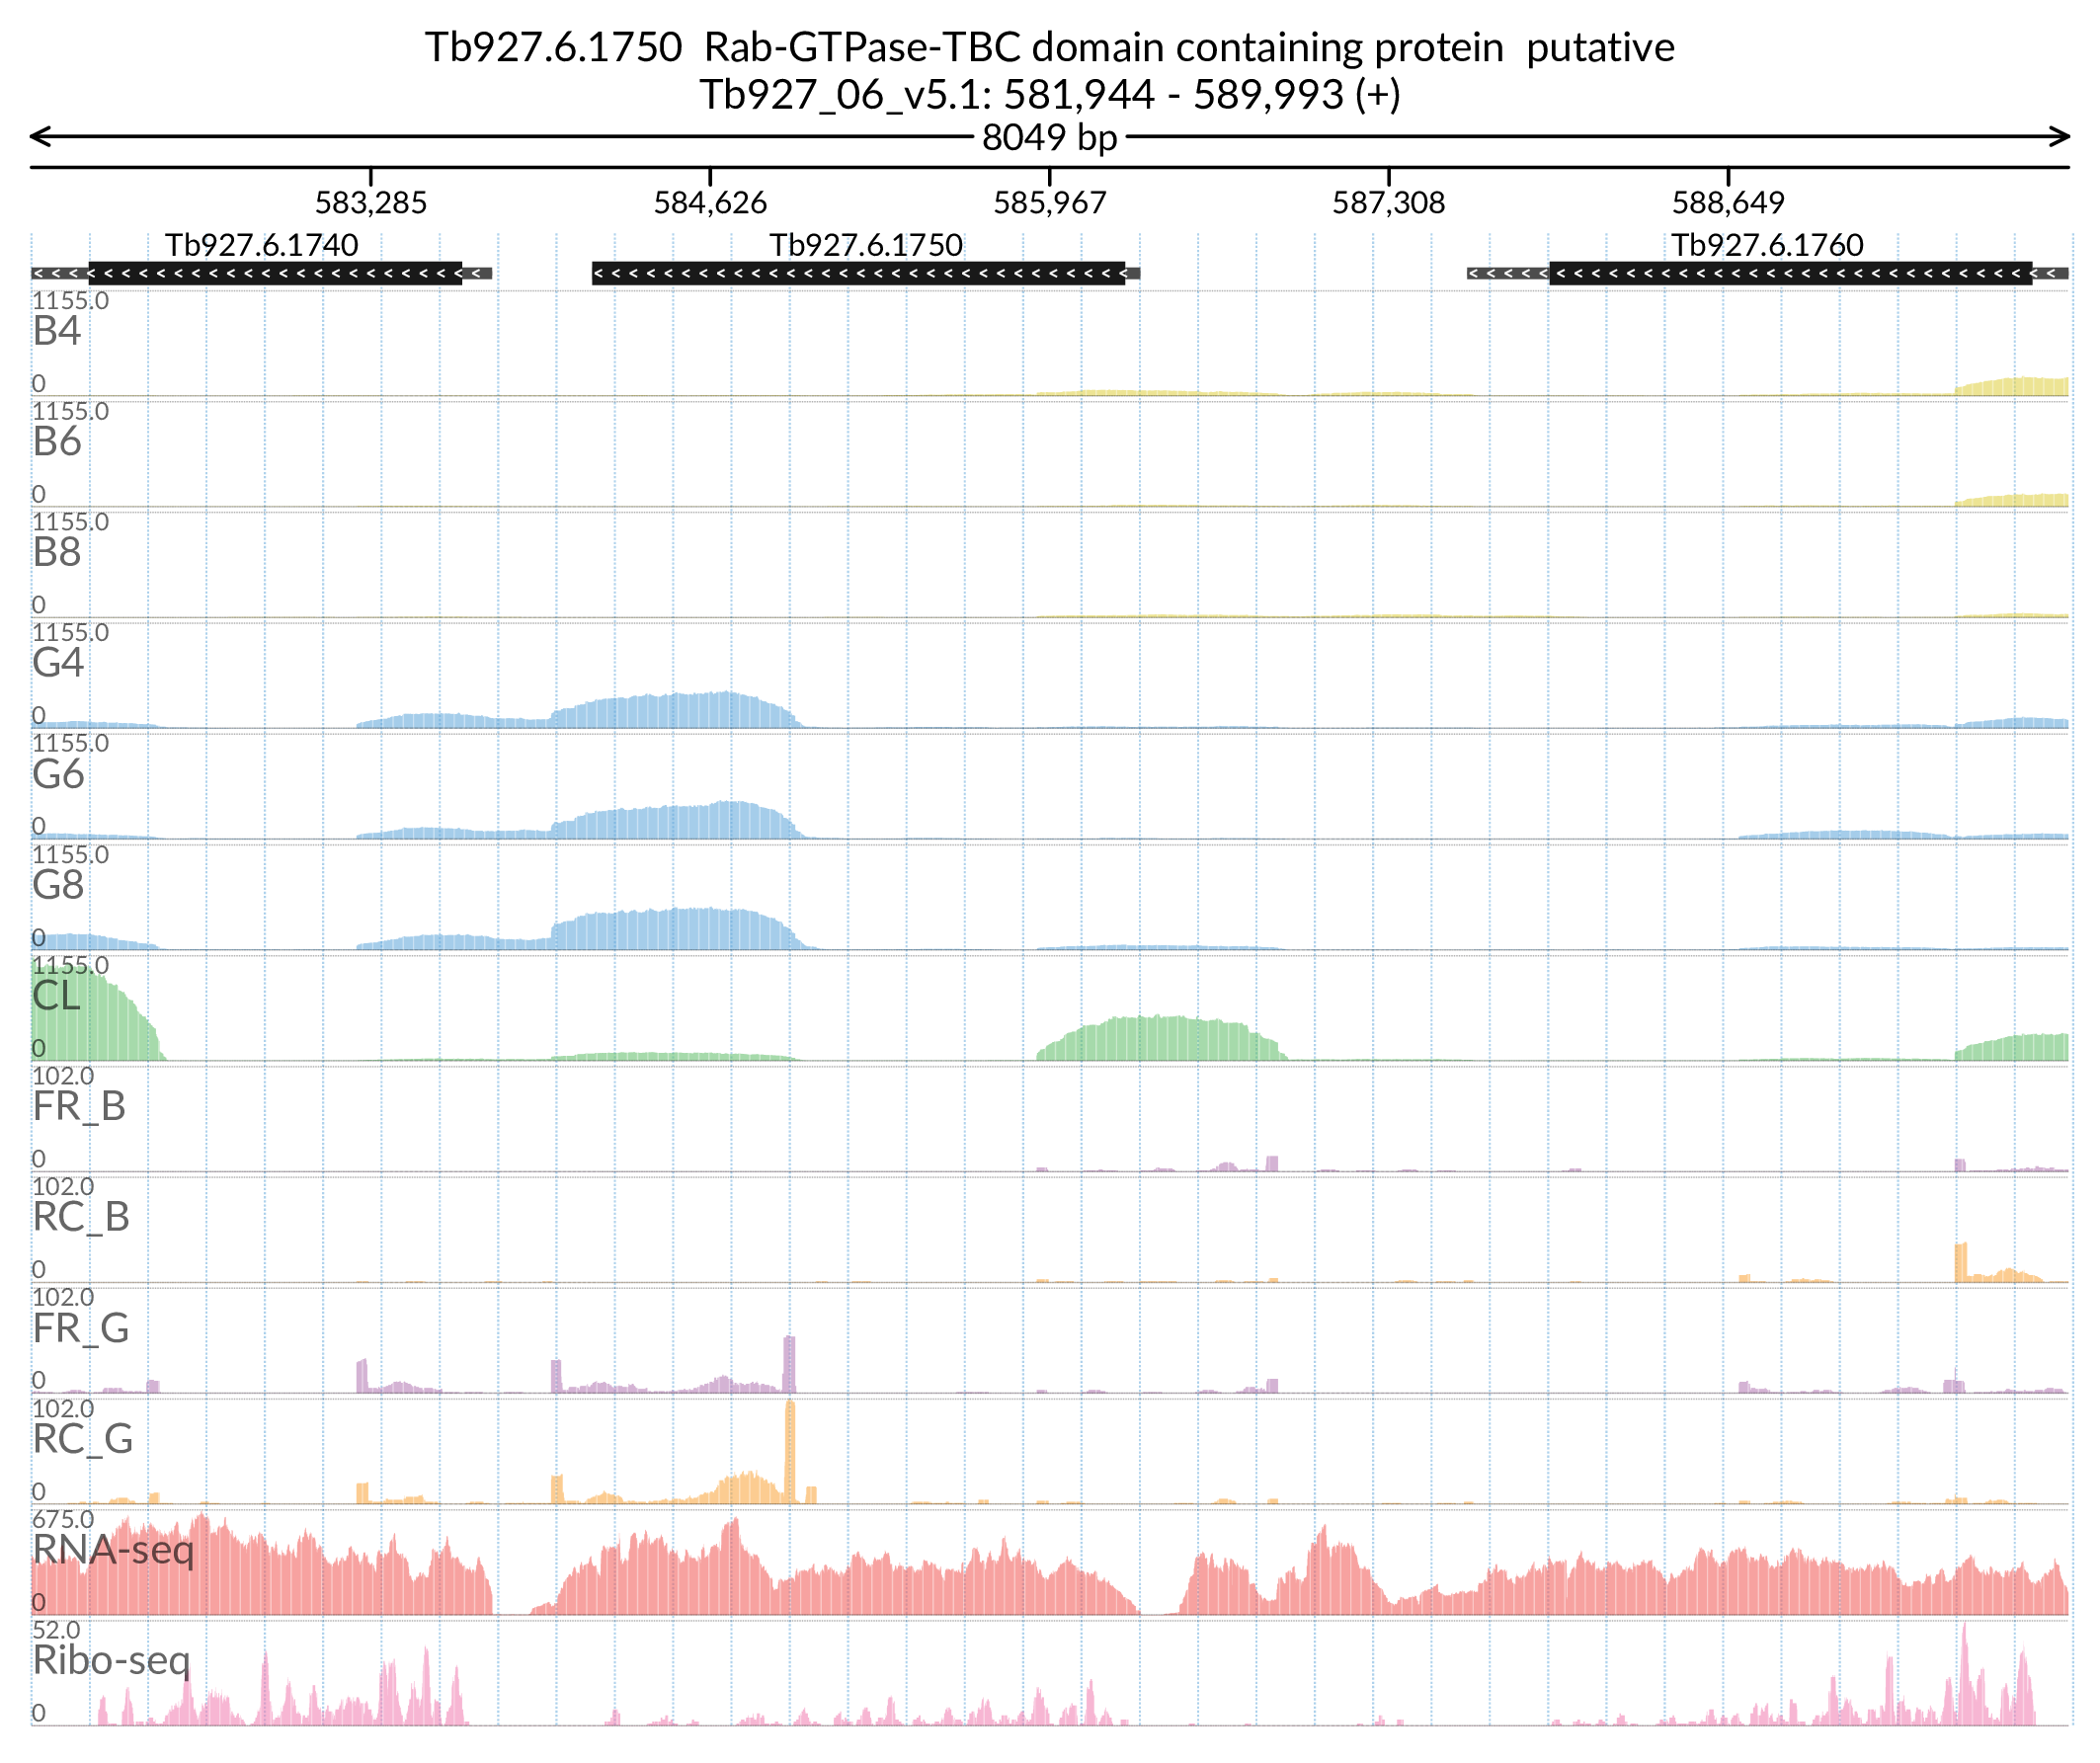 Tb927.6.1750  Rab-GTPase-TBC domain containing protein  putative
Tb927_06_v5.1: 581,944 - 589,993 (+)
8049 bp
583,285 584,626 585,967 587,308 588,649
Tb927.6.1740 Tb927.6.1750 Tb927.6.1760
1155.0
B4
0
1155.0
B6
0
1155.0
B8
0
1155.0
G4
0
1155.0
G6
0
1155.0
G8
0
1155.0
CL
0
102.0
FR_B
0
102.0
RC_B
0
102.0
FR_G
0
102.0
RC_G
0
675.0
RNA-seq
0
52.0
Ribo-seq
0